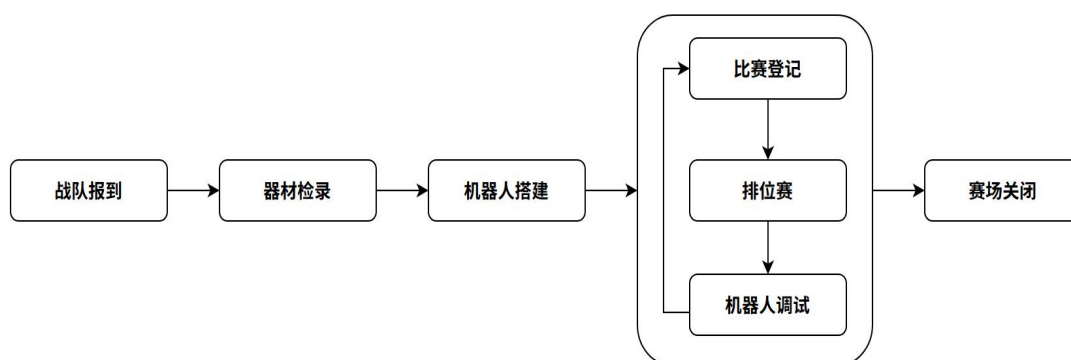 战队报到
器材检录
机器人搭建
比赛登记
排位赛
机器人调试
赛场关闭